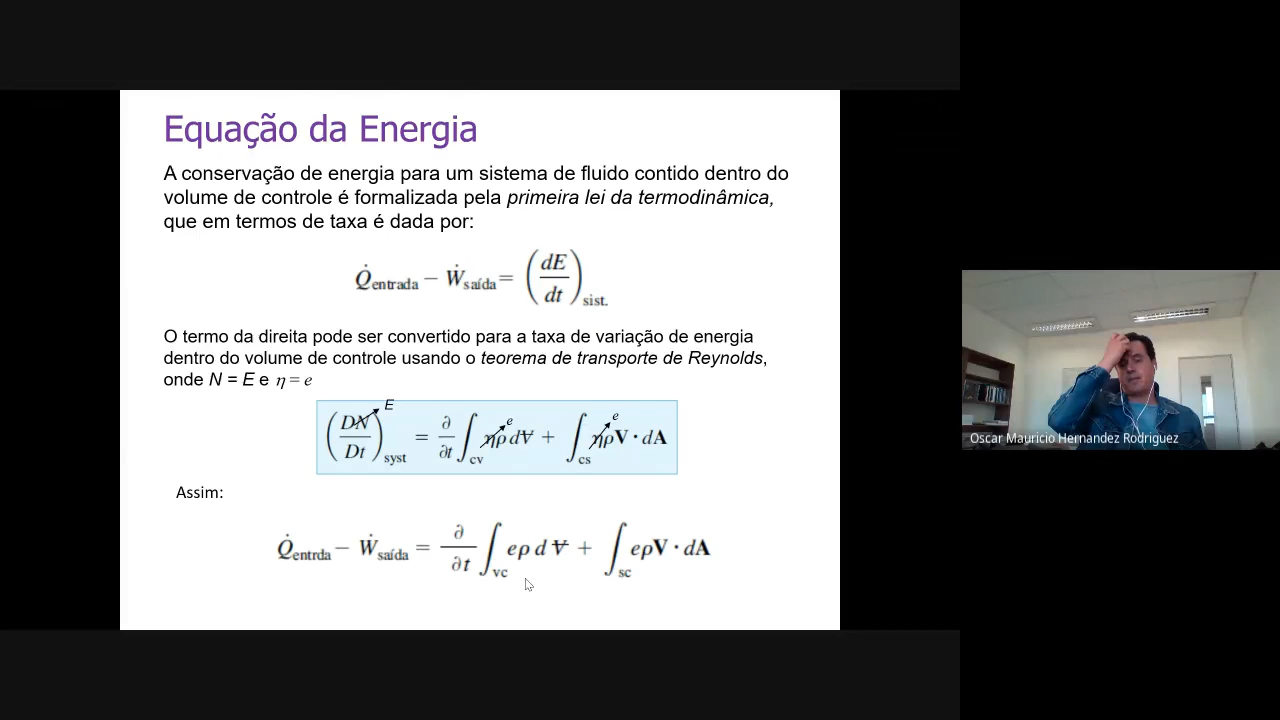 Equação da Energia
A conservação de energia para um sistema de fluido contido dentro do
volume de controle é formalizada pela primeira lei da termodinâmica,
que em termos de taxa é dada por:
Q̇entrada − Ẇsaída = (dE/dt)sist.
O termo da direita pode ser convertido para a taxa de variação de energia
dentro do volume de controle usando o teorema de transporte de Reynolds,
onde N = E e η = e
E e e
(DN/Dt)syst = ∂/∂t ∫cv ηρ dV + ∫cs ηρV · dA
Assim:
Q̇entrda − Ẇsaída = ∂/∂t ∫vc eρ d V + ∫sc eρV · dA
Oscar Mauricio Hernandez Rodriguez